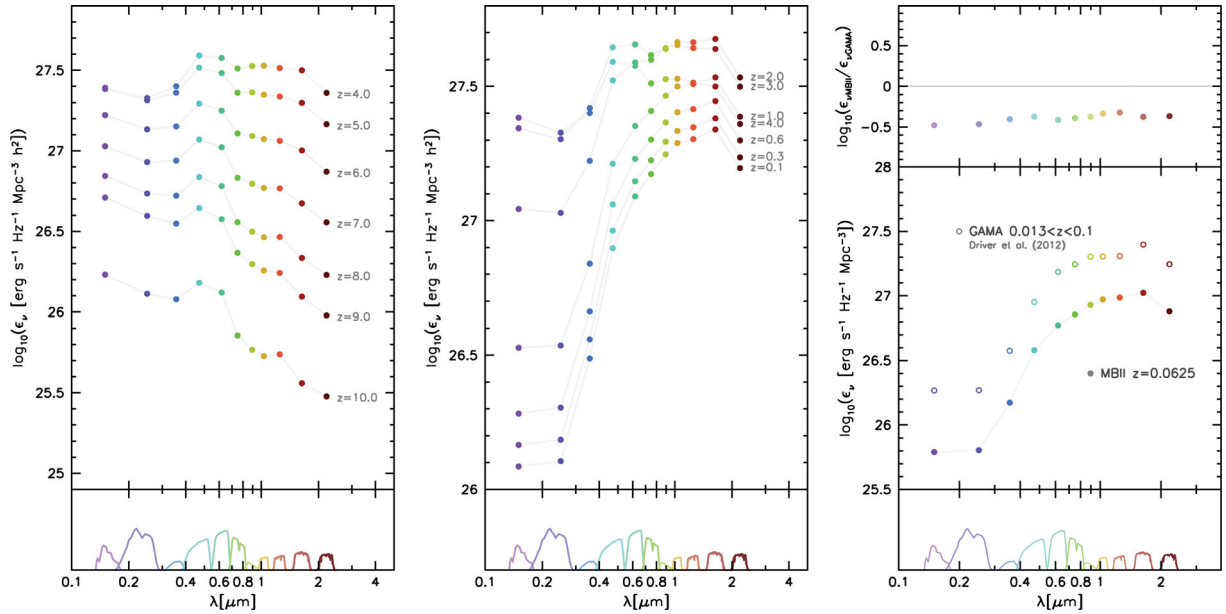 27.5
27
26.5
26
25.5
25
log₁₀(ϵᵥ [erg s⁻¹ Hz⁻¹ Mpc⁻³ h²])
z=4.0
z=5.0
z=6.0
z=7.0
z=8.0
z=9.0
z=10.0
0.1 0.2 0.4 0.6 0.8 1 2 4
λ[μm]
27.5
27
26.5
26
log₁₀(ϵᵥ [erg s⁻¹ Hz⁻¹ Mpc⁻³ h²])
z=2.0
z=3.0
z=1.0
z=4.0
z=0.6
z=0.3
z=0.1
0.1 0.2 0.4 0.6 0.8 1 2 4
λ[μm]
0.5
0
−0.5
log₁₀(ϵᵥMBII/ϵᵥGAMA)
28
27.5
27
26.5
26
25.5
log₁₀(ϵᵥ [erg s⁻¹ Hz⁻¹ Mpc⁻³])
GAMA 0.013<z<0.1
Driver et al. (2012)
MBII z=0.0625
0.1 0.2 0.4 0.6 0.8 1 2
λ[μm]